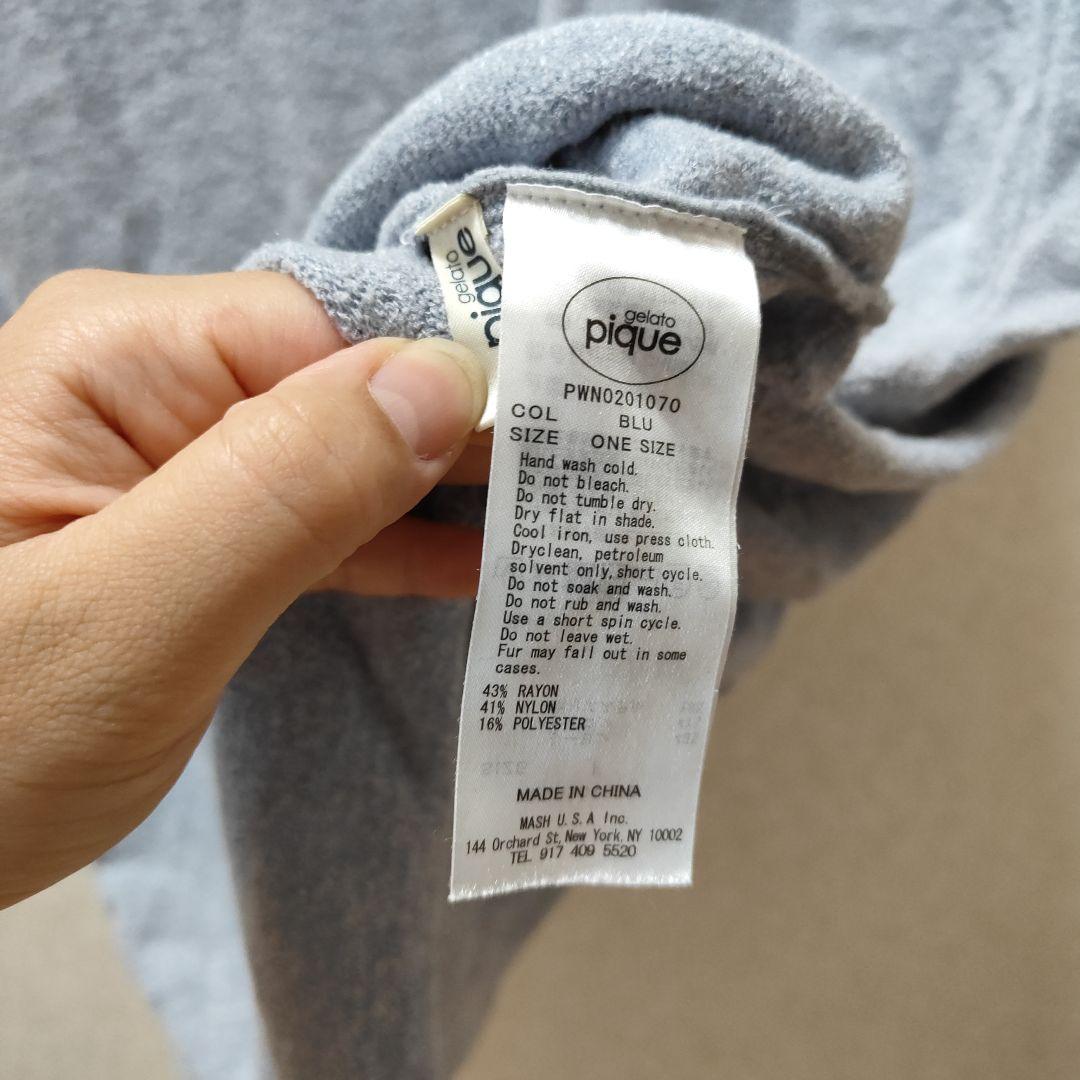 gelato
pique
gelato
pique
PWN0201070
COL BLU
SIZE ONE SIZE
Hand wash cold.
Do not bleach.
Do not tumble dry.
Dry flat in shade.
Cool iron, use press cloth.
Dryclean, petroleum
solvent only, short cycle.
Do not soak and wash.
Do not rub and wash.
Use a short spin cycle.
Do not leave wet.
Fur may fall out in some
cases.
43% RAYON
41% NYLON
16% POLYESTER
MADE IN CHINA
MASH U.S.A Inc.
144 Orchard St, New York, NY 10002
TEL 917 409 5520